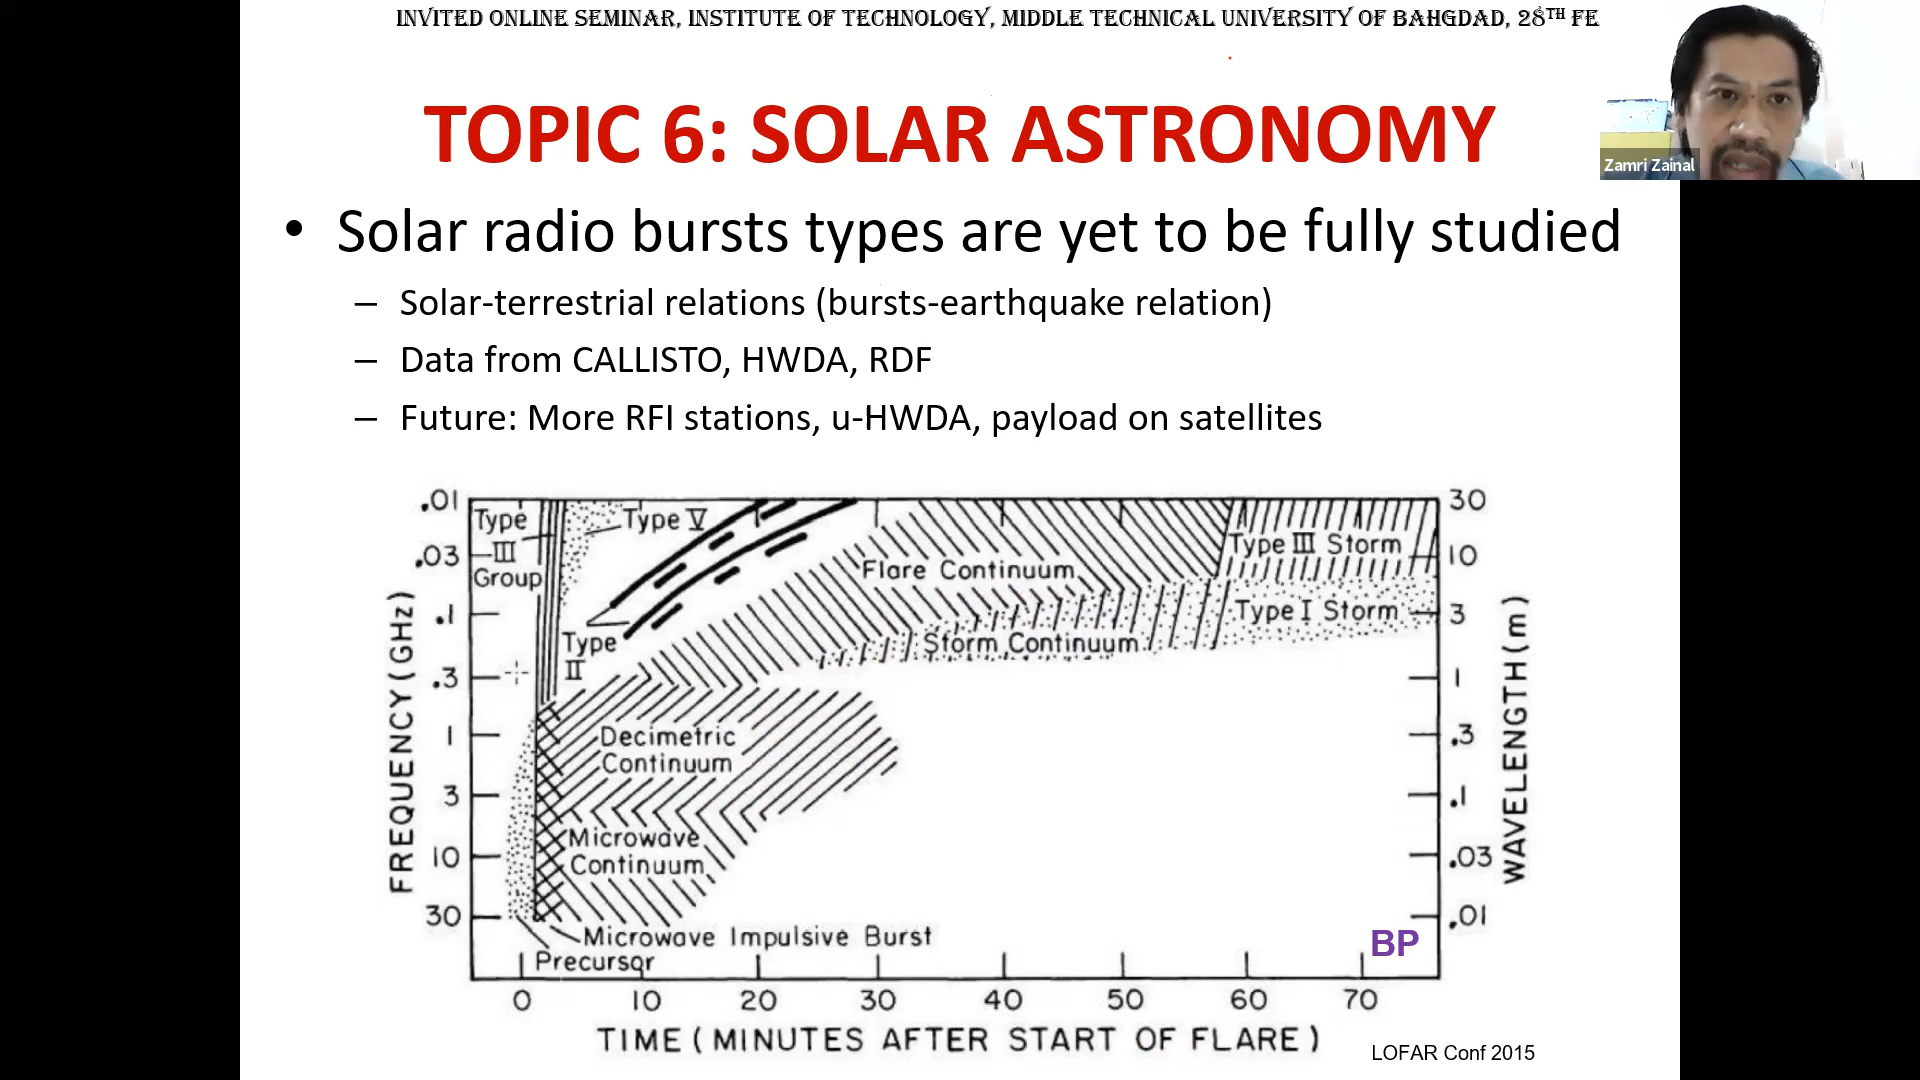 INVITED ONLINE SEMINAR, INSTITUTE OF TECHNOLOGY, MIDDLE TECHNICAL UNIVERSITY OF BAHGDAD, 28TH FE
TOPIC 6: SOLAR ASTRONOMY
Zamri Zainal
• Solar radio bursts types are yet to be fully studied
– Solar-terrestrial relations (bursts-earthquake relation)
– Data from CALLISTO, HWDA, RDF
– Future: More RFI stations, u-HWDA, payload on satellites
FREQUENCY (GHz)
.01
.03
.1
.3
1
3
10
30
Type
III
Group
Type V
Type
II
Flare Continuum
Storm Continuum
Type III Storm
Type I Storm
Decimetric
Continuum
Microwave
Continuum
Microwave Impulsive Burst
Precursor
30
10
3
1
.3
.1
.03
.01
WAVELENGTH (m)
BP
0 10 20 30 40 50 60 70
TIME (MINUTES AFTER START OF FLARE)
LOFAR Conf 2015